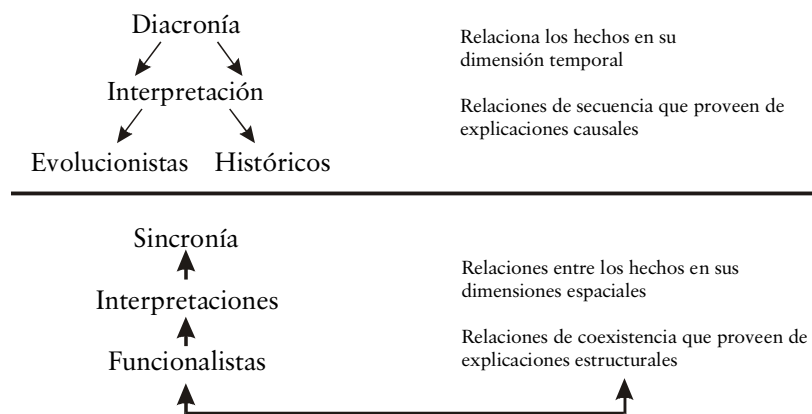 Diacronía
Interpretación
Evolucionistas Históricos
Relaciona los hechos en su
dimensión temporal
Relaciones de secuencia que proveen de
explicaciones causales
Sincronía
Interpretaciones
Funcionalistas
Relaciones entre los hechos en sus
dimensiones espaciales
Relaciones de coexistencia que proveen de
explicaciones estructurales